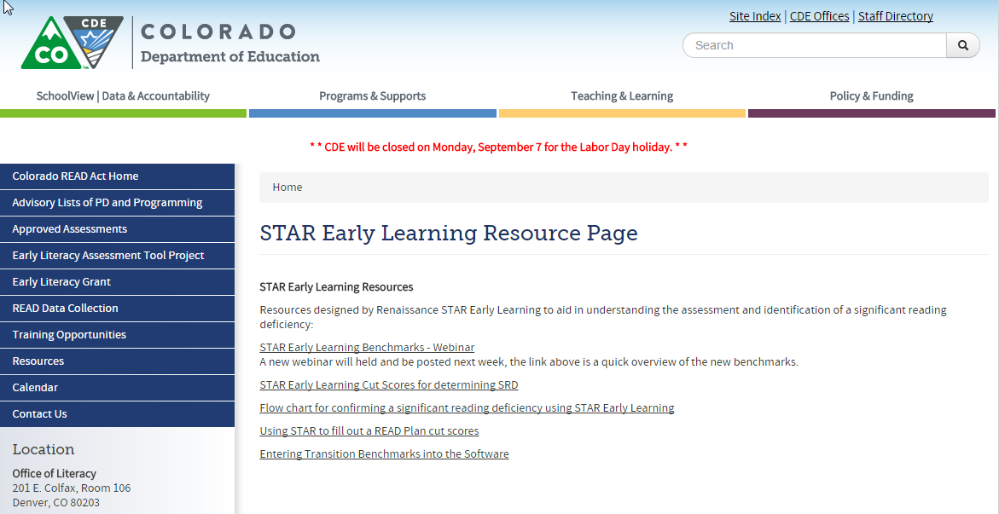 Site Index | CDE Offices | Staff Directory
CDE
CO
TM
COLORADO
Department of Education
Search
SchoolView | Data & Accountability
Programs & Supports
Teaching & Learning
Policy & Funding
* * CDE will be closed on Monday, September 7 for the Labor Day holiday. * *
Colorado READ Act Home
Advisory Lists of PD and Programming
Approved Assessments
Early Literacy Assessment Tool Project
Early Literacy Grant
READ Data Collection
Training Opportunities
Resources
Calendar
Contact Us
Location
Office of Literacy
201 E. Colfax, Room 106
Denver, CO 80203
Home
STAR Early Learning Resource Page
STAR Early Learning Resources
Resources designed by Renaissance STAR Early Learning to aid in understanding the assessment and identification of a significant reading
deficiency:
STAR Early Learning Benchmarks - Webinar
A new webinar will held and be posted next week, the link above is a quick overview of the new benchmarks.
STAR Early Learning Cut Scores for determining SRD
Flow chart for confirming a significant reading deficiency using STAR Early Learning
Using STAR to fill out a READ Plan cut scores
Entering Transition Benchmarks into the Software